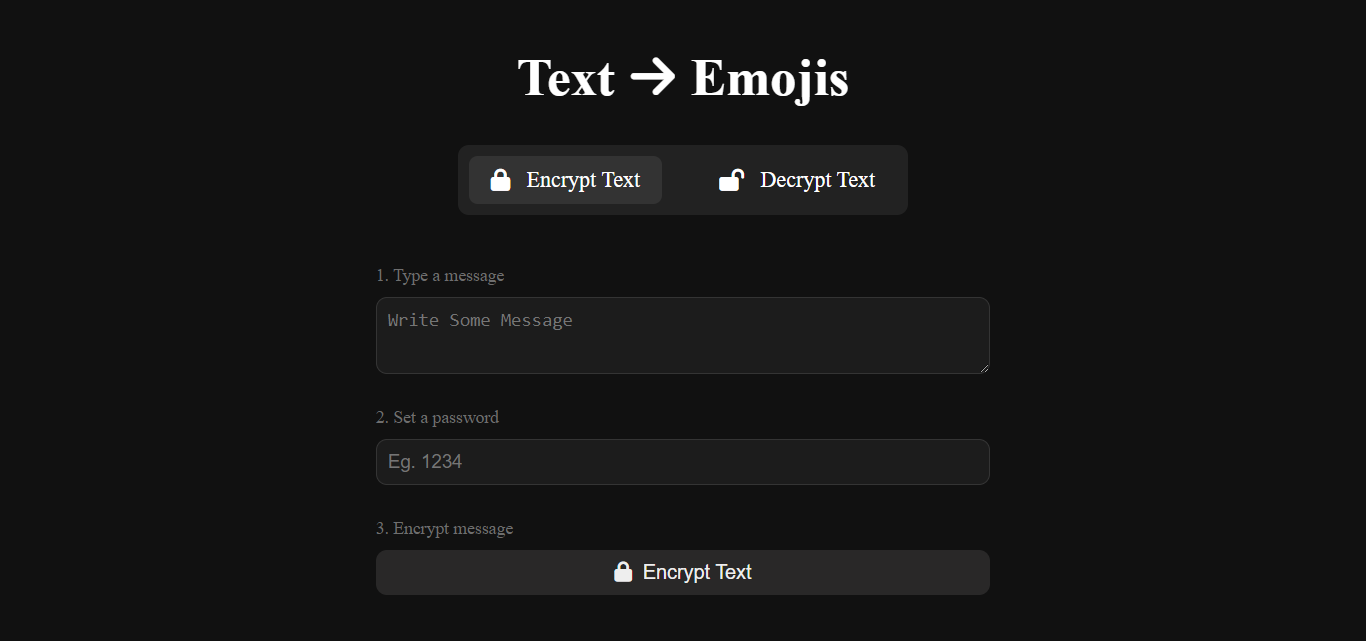 Text → Emojis
Encrypt Text Decrypt Text
1. Type a message
Write Some Message
2. Set a password
Eg. 1234
3. Encrypt message
Encrypt Text